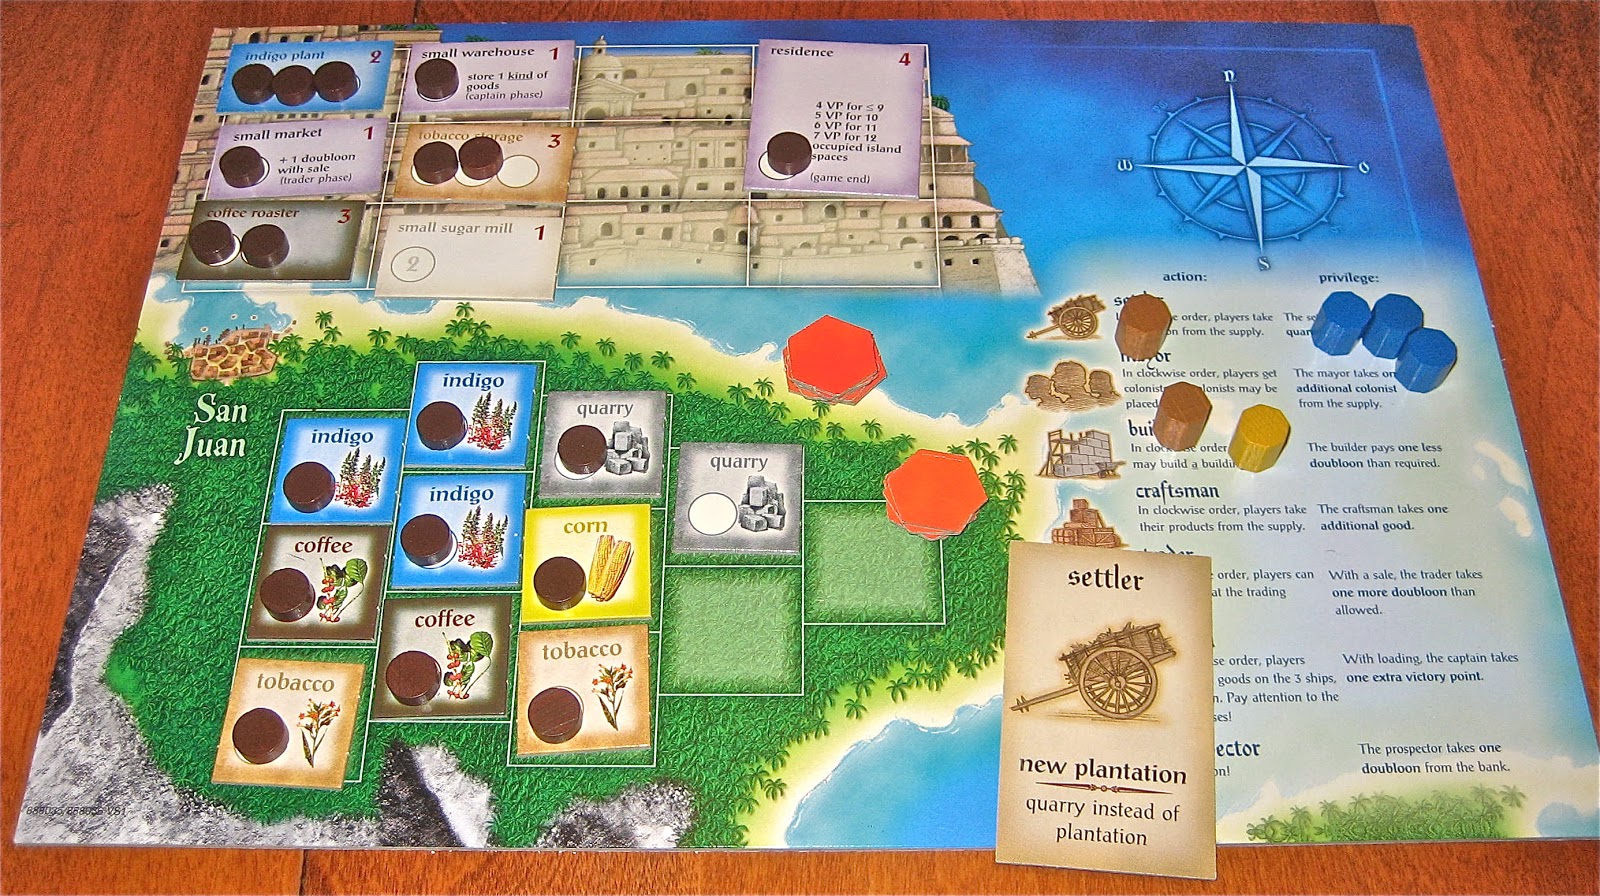 indigo plant 2
small warehouse 1
store 1 kind of
goods
(captain phase)
residence 4
4 VP for ≤ 9
5 VP for 10
6 VP for 11
7 VP for 12
occupied island
spaces
(game end)
small market 1
+ 1 doubloon
with sale
(trader phase)
tobacco storage 3
coffee roaster 3
small sugar mill 1
2
N
W
O
S
action:
privilege:
order, players take
from the supply.
The
mayor
In clockwise order, players get
may be
placed
The mayor takes on
additional colonist
from the supply.
In order
may build a
The builder pays one less
doubloon than required.
craftsman
In clockwise order, players take
their products from the supply.
The craftsman takes one
additional good.
order, players can
at the trading
With a sale, the trader takes
one more doubloon than
allowed.
order, players
goods on the 3 ships,
Pay attention to the
With loading, the captain takes
one extra victory point.
The prospector takes one
doubloon from the bank.
San
Juan
indigo
indigo
quarry
indigo
quarry
coffee
indigo
corn
tobacco
coffee
tobacco
settler
new plantation
quarry instead of
plantation